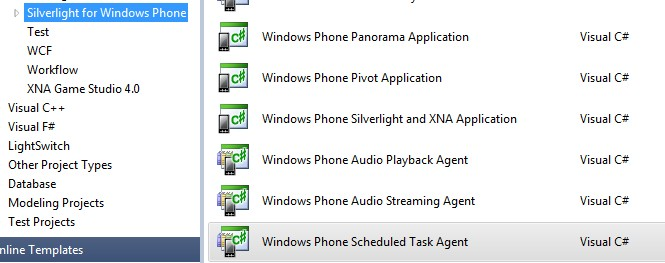 Silverlight for Windows Phone
Test
WCF
Workflow
XNA Game Studio 4.0
Visual C++
Visual F#
LightSwitch
Other Project Types
Database
Modeling Projects
Test Projects
nline Templates
Windows Phone Panorama Application Visual C#
Windows Phone Pivot Application Visual C#
Windows Phone Silverlight and XNA Application Visual C#
Windows Phone Audio Playback Agent Visual C#
Windows Phone Audio Streaming Agent Visual C#
Windows Phone Scheduled Task Agent Visual C#